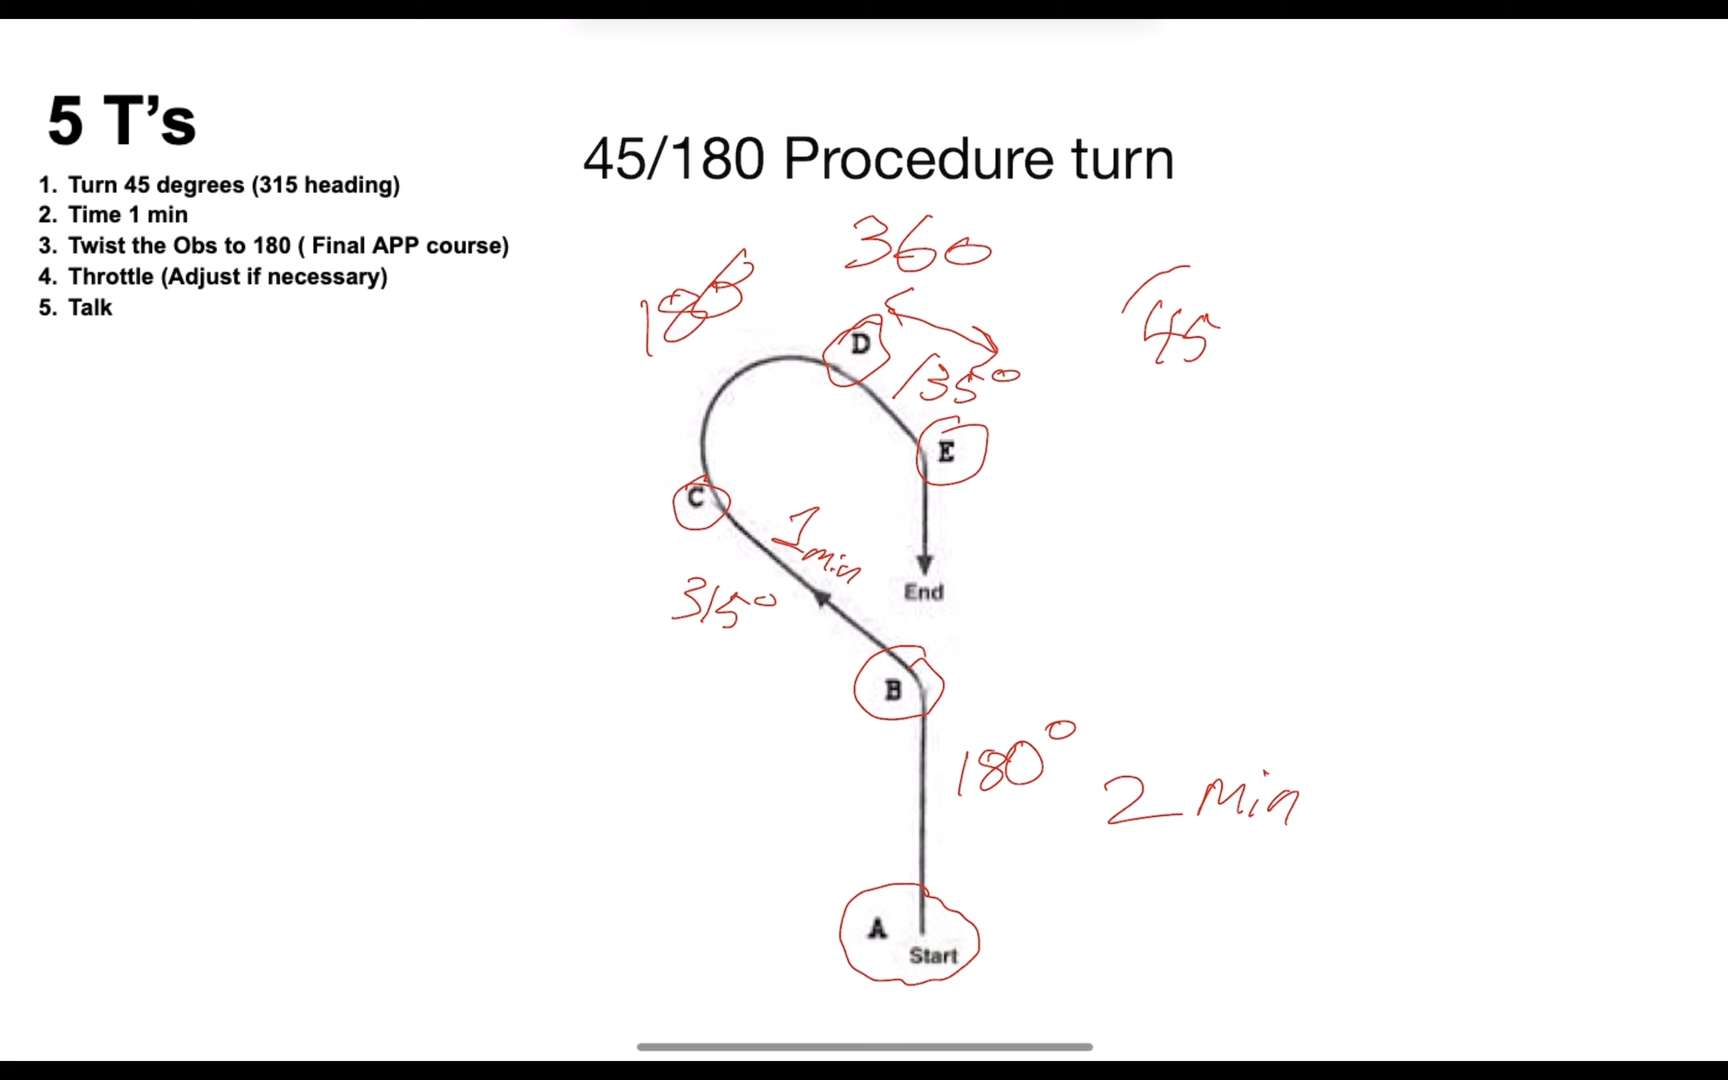 5 T’s
1. Turn 45 degrees (315 heading)
2. Time 1 min
3. Twist the Obs to 180 ( Final APP course)
4. Throttle (Adjust if necessary)
5. Talk
45/180 Procedure turn
360
180
45
D
135°
E
C
1 min
315°
End
B
180°
2 Min
A
Start